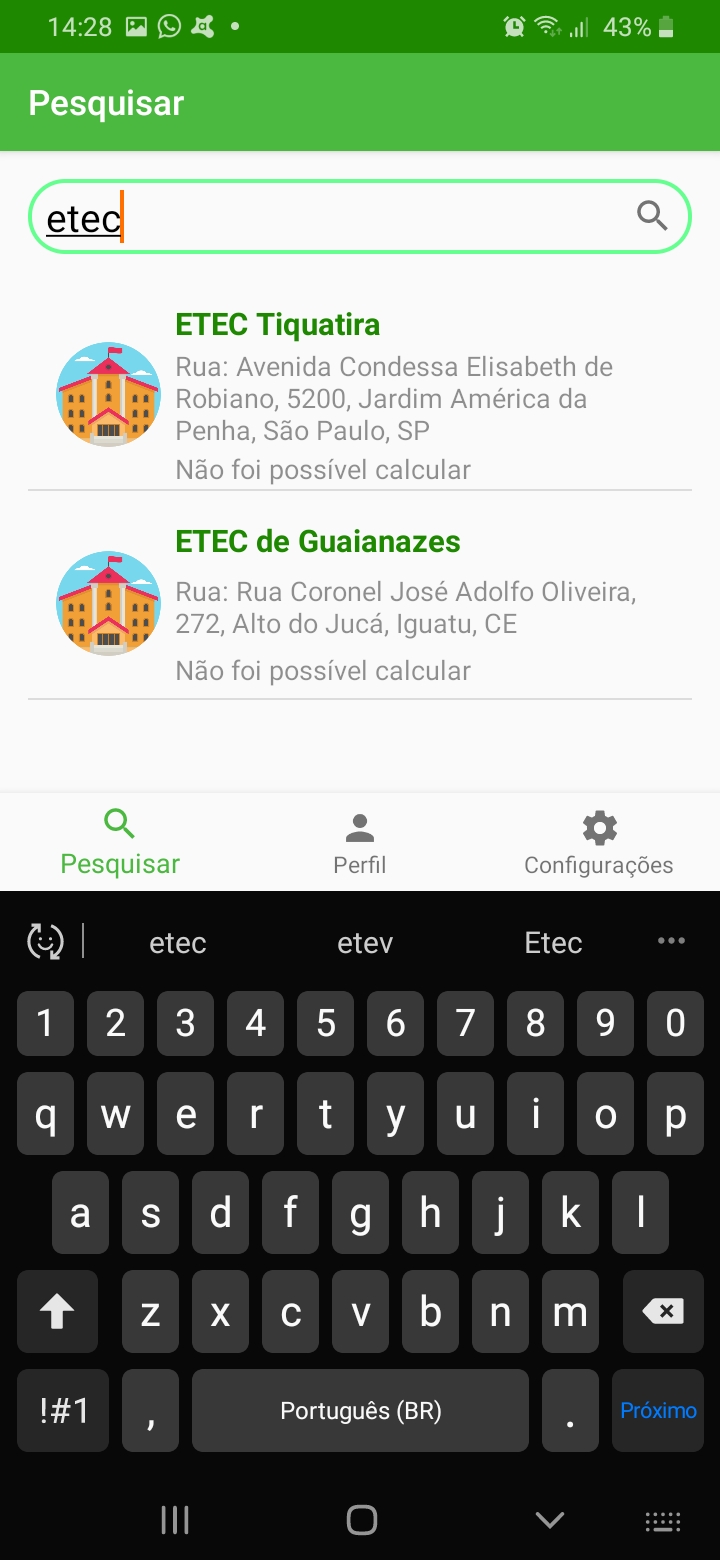 14:28 43%
Pesquisar
etec
ETEC Tiquatira
Rua: Avenida Condessa Elisabeth de
Robiano, 5200, Jardim América da
Penha, São Paulo, SP
Não foi possível calcular
ETEC de Guaianazes
Rua: Rua Coronel José Adolfo Oliveira,
272, Alto do Jucá, Iguatu, CE
Não foi possível calcular
Pesquisar Perfil Configurações
etec etev Etec
1 2 3 4 5 6 7 8 9 0
q w e r t y u i o p
a s d f g h j k l
z x c v b n m
!#1 , Português (BR) . Próximo